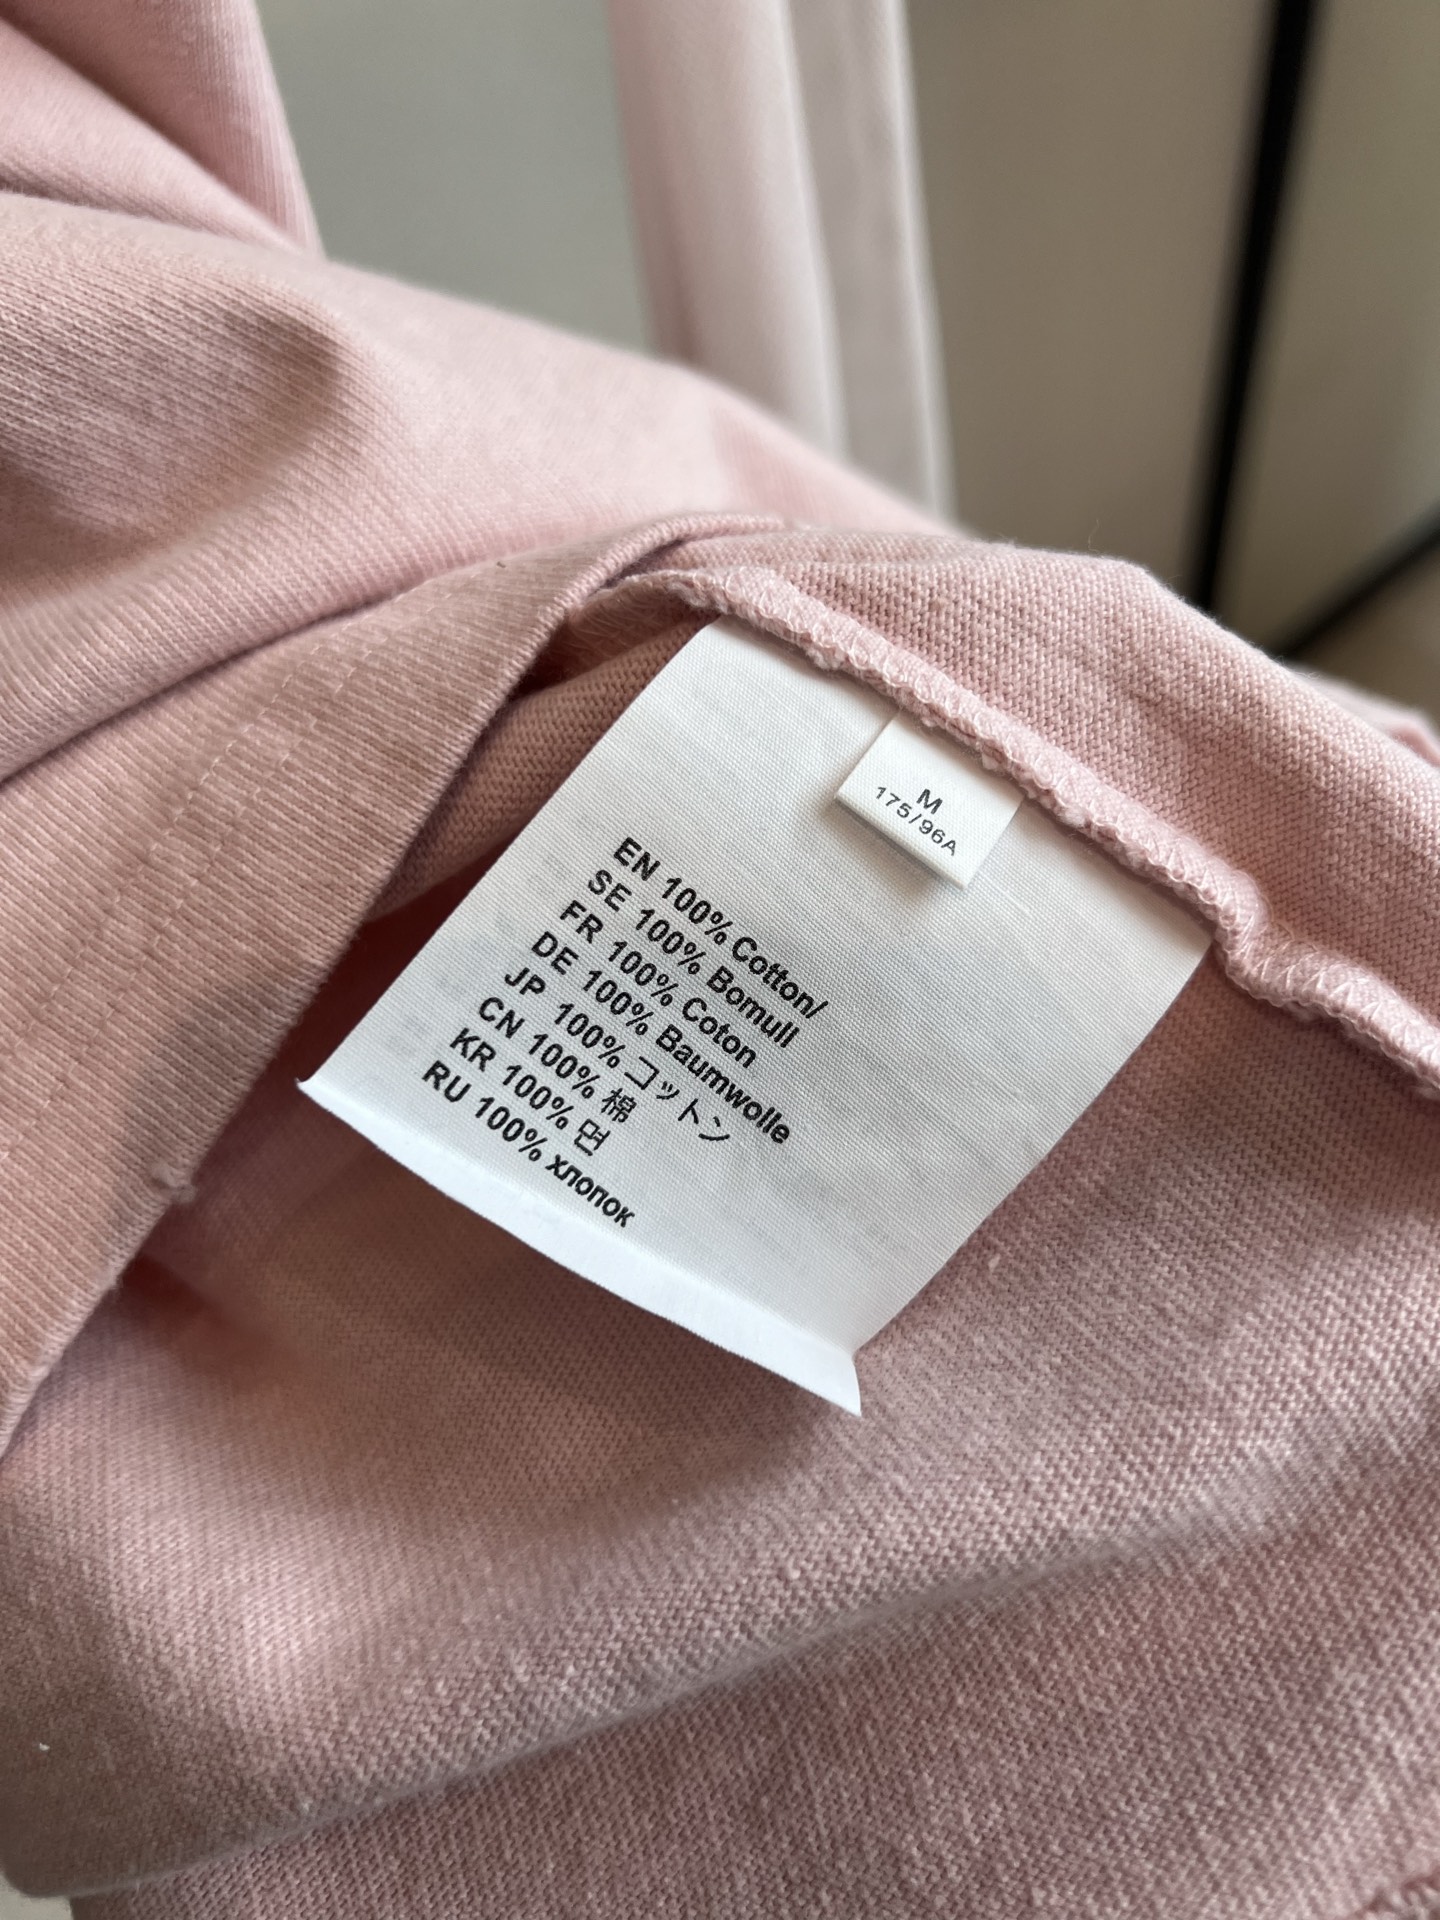 M
175/96A
EN 100% Cotton/
SE 100% Bomull
FR 100% Coton
DE 100% Baumwolle
JP 100% コットン
CN 100% 棉
KR 100% 면
RU 100% хлопок